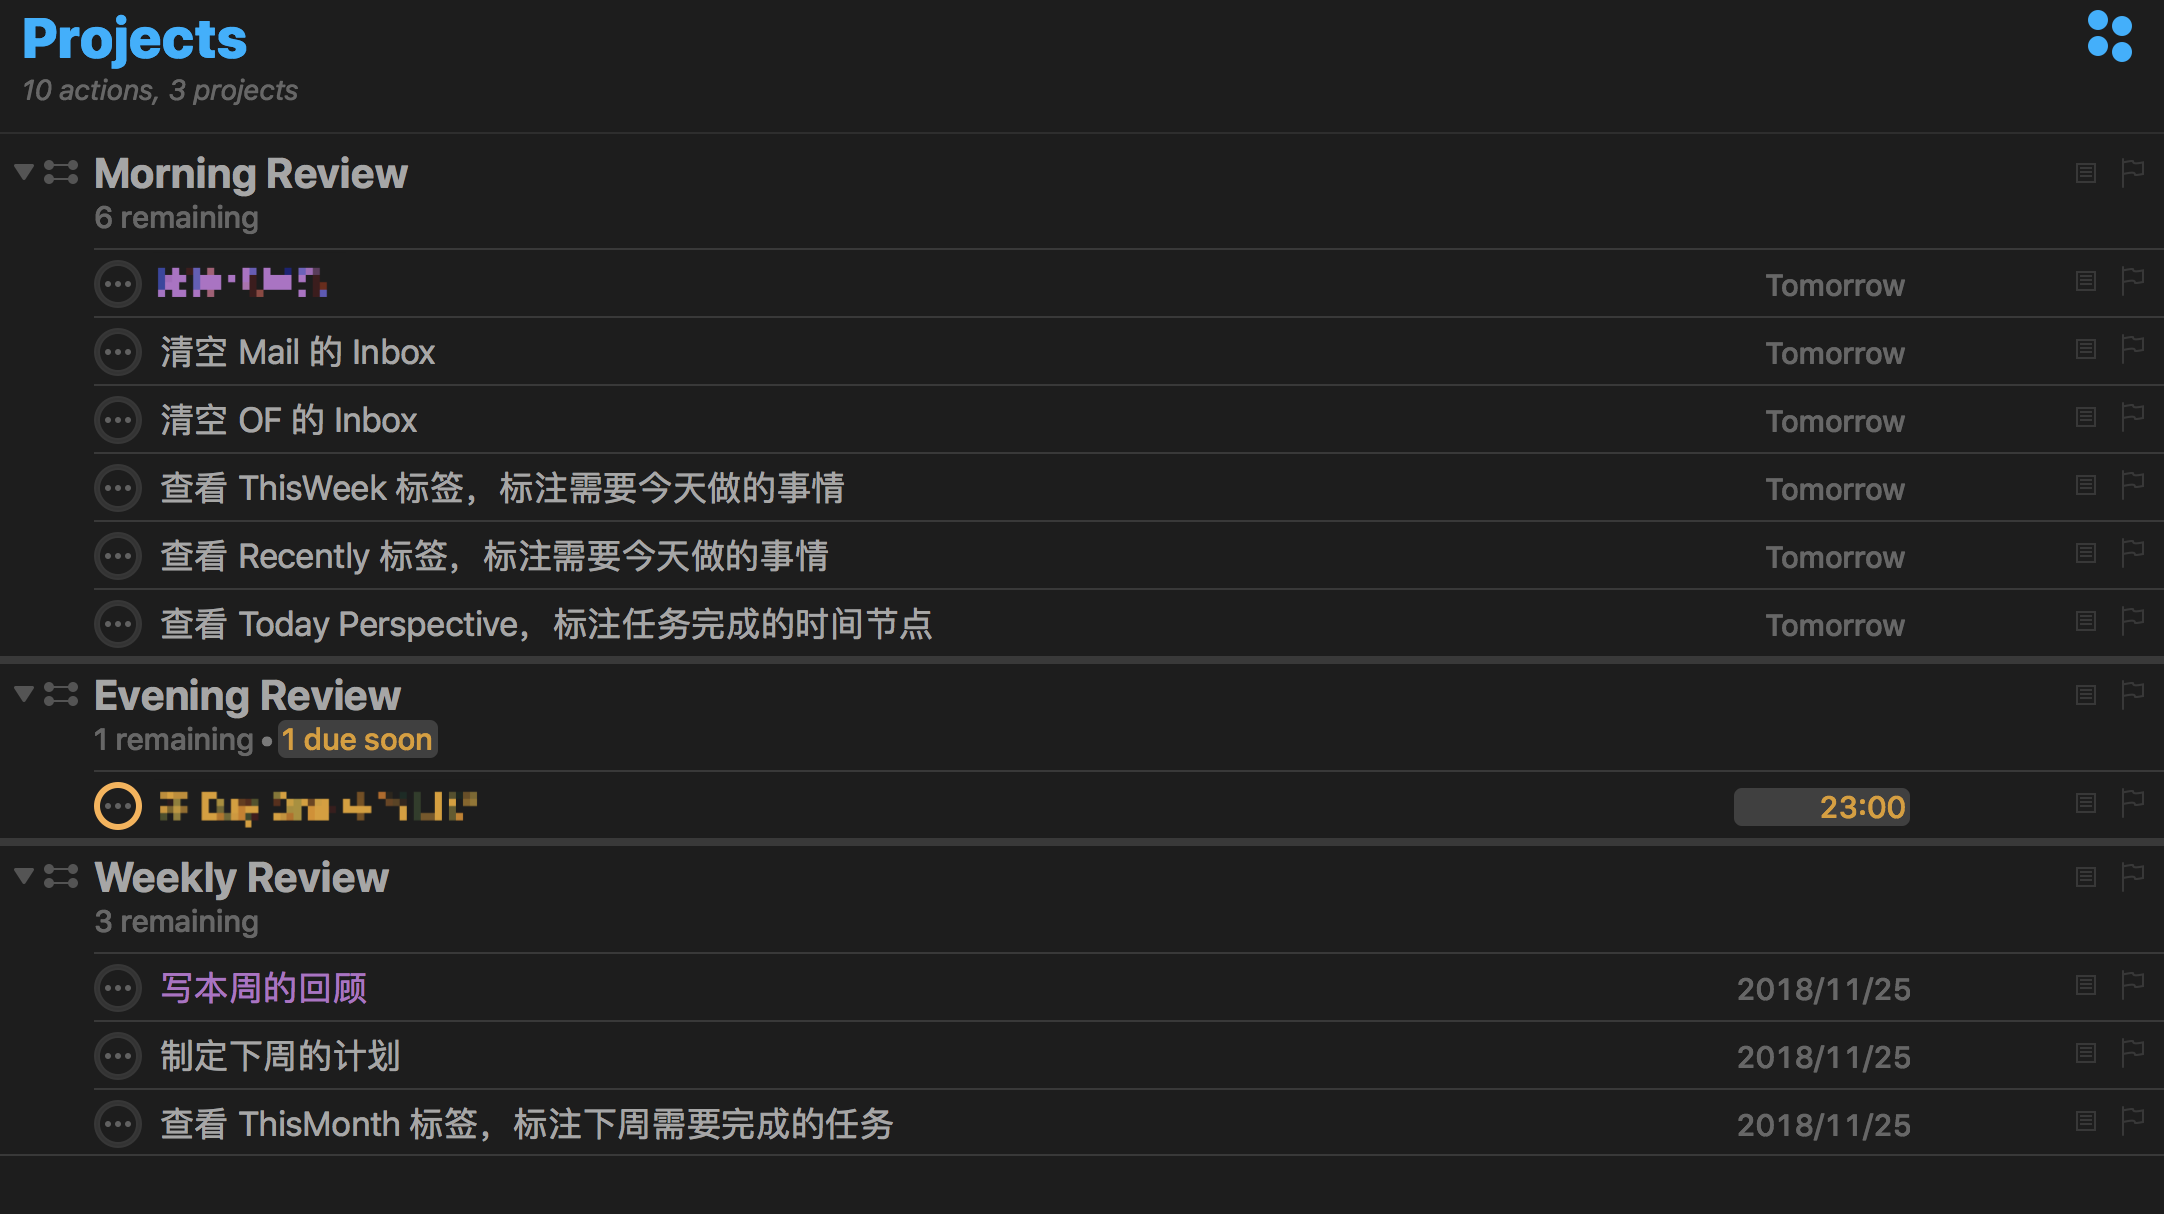 Projects
10 actions, 3 projects
Morning Review
6 remaining
Tomorrow
清空 Mail 的 Inbox Tomorrow
清空 OF 的 Inbox Tomorrow
查看 ThisWeek 标签，标注需要今天做的事情 Tomorrow
查看 Recently 标签，标注需要今天做的事情 Tomorrow
查看 Today Perspective，标注任务完成的时间节点 Tomorrow
Evening Review
1 remaining • 1 due soon
23:00
Weekly Review
3 remaining
写本周的回顾 2018/11/25
制定下周的计划 2018/11/25
查看 ThisMonth 标签，标注下周需要完成的任务 2018/11/25